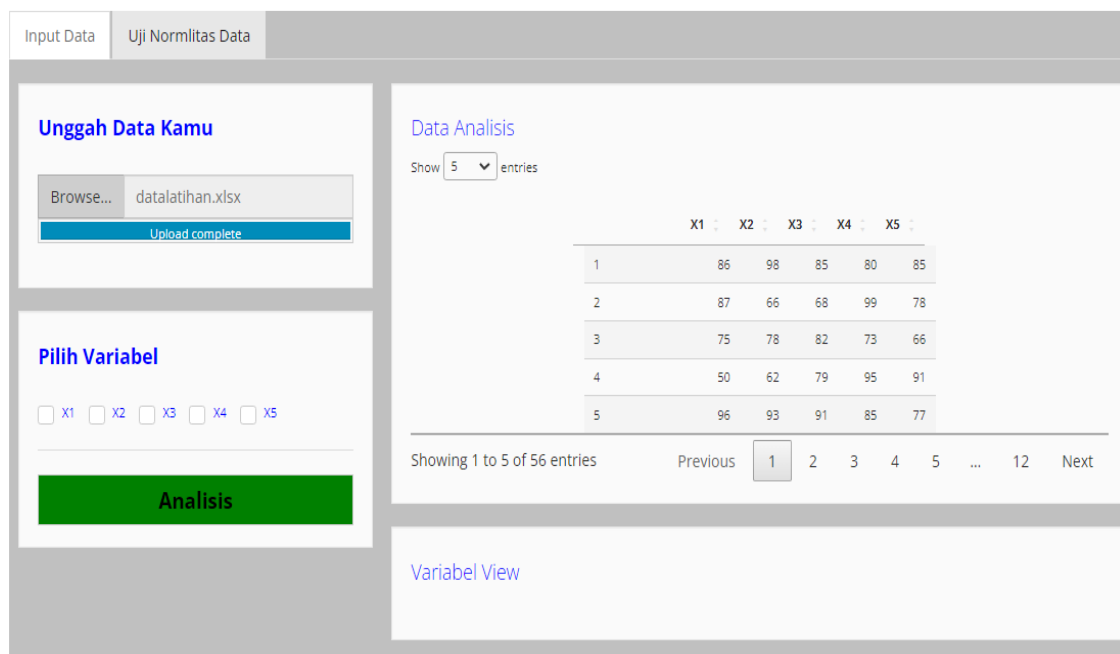 Input Data Uji Normlitas Data
Unggah Data Kamu
Browse... datalatihan.xlsx
Upload complete
Pilih Variabel
X1 X2 X3 X4 X5
Analisis
Data Analisis
Show 5 entries
X1 X2 X3 X4 X5
1 86 98 85 80 85
2 87 66 68 99 78
3 75 78 82 73 66
4 50 62 79 95 91
5 96 93 91 85 77
Showing 1 to 5 of 56 entries Previous 1 2 3 4 5 ... 12 Next
Variabel View